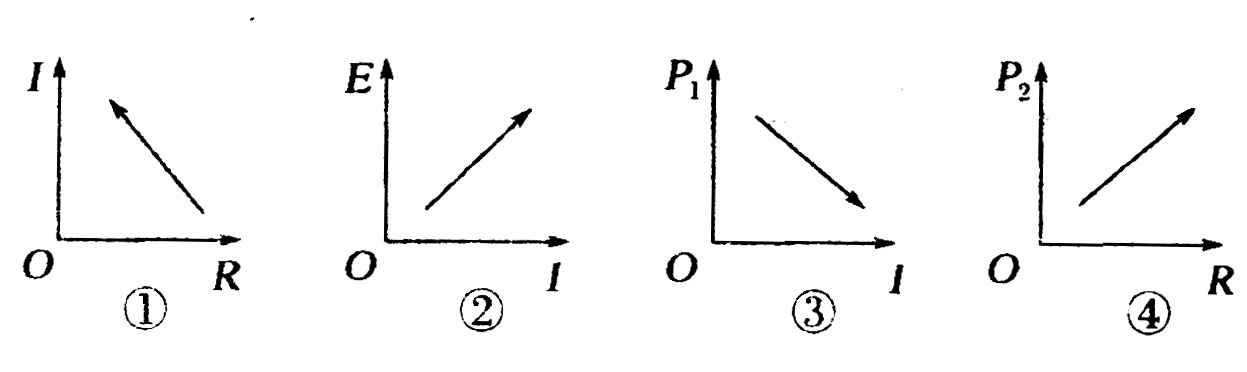 I E P₁ P₂
O R O I O I O R
① ② ③ ④